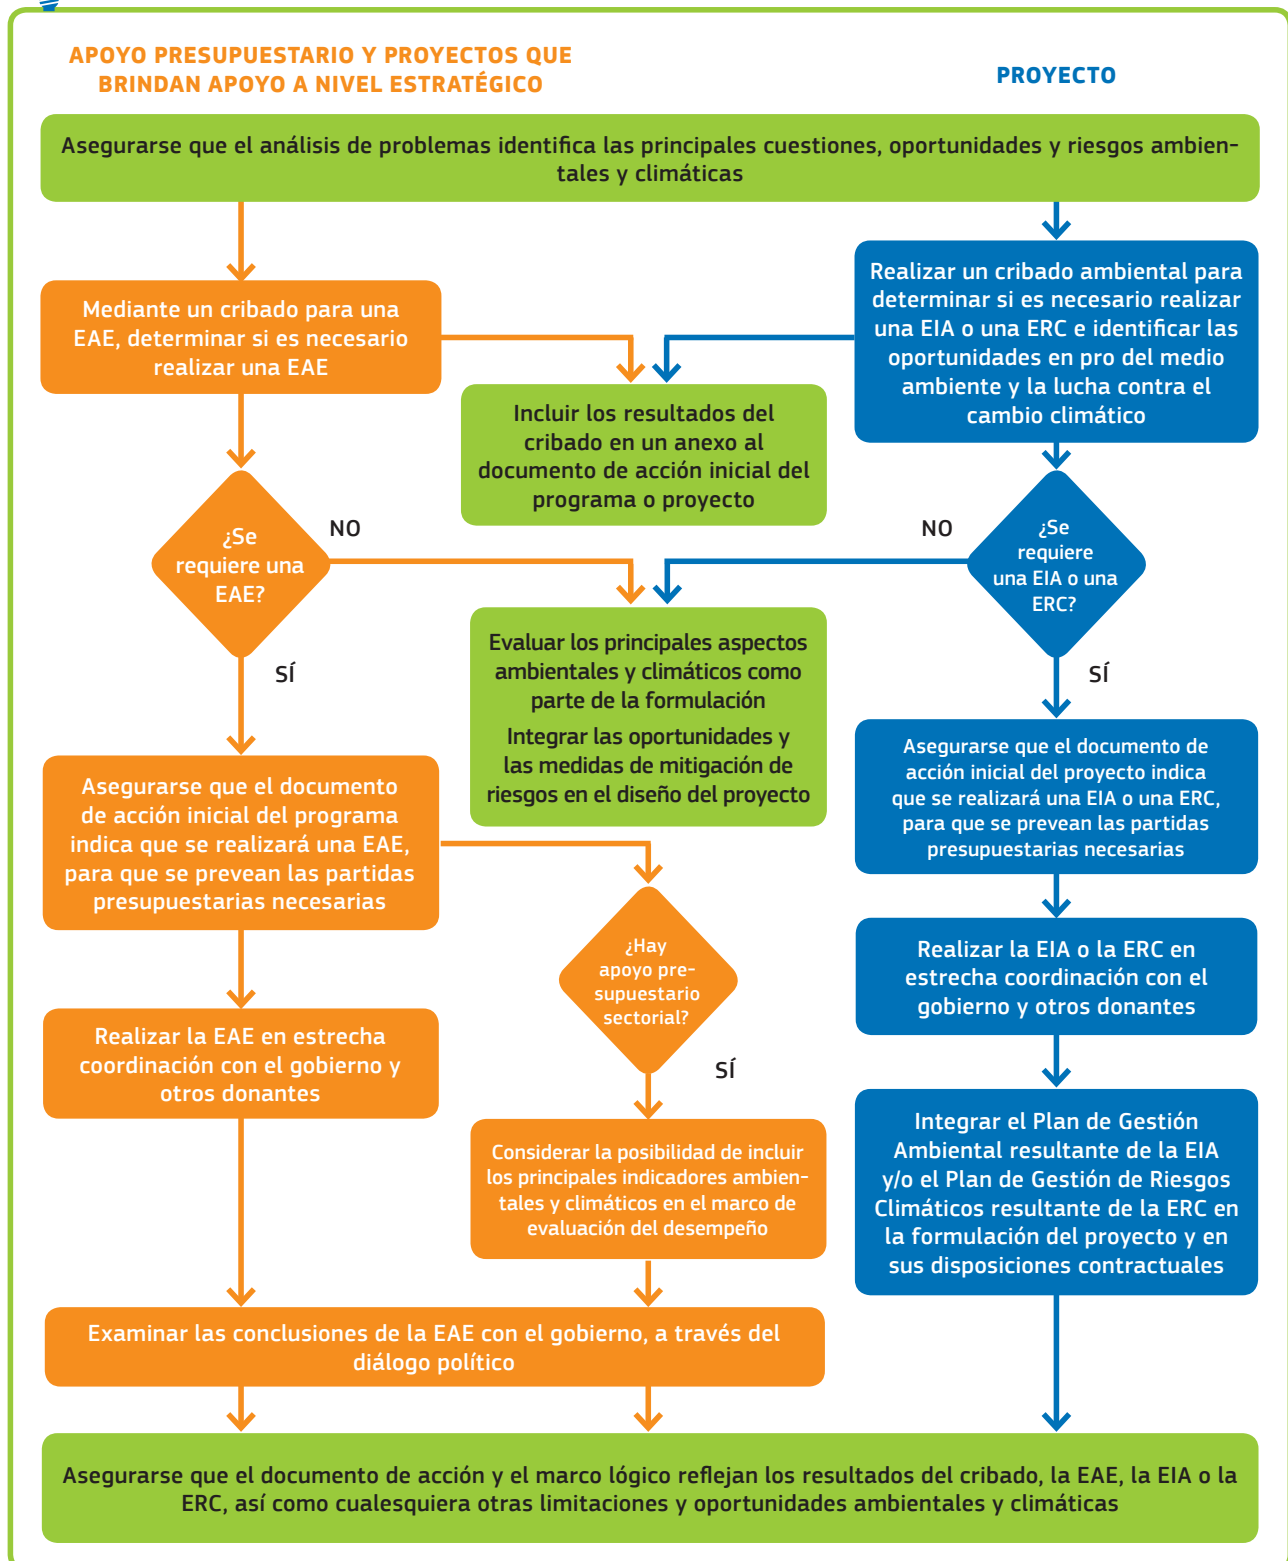 APOYO PRESUPUESTARIO Y PROYECTOS QUE
BRINDAN APOYO A NIVEL ESTRATÉGICO
PROYECTO
Asegurarse que el análisis de problemas identifica las principales cuestiones, oportunidades y riesgos ambien-
tales y climáticas
Mediante un cribado para una
EAE, determinar si es necesario
realizar una EAE
Realizar un cribado ambiental para
determinar si es necesario realizar
una EIA o una ERC e identificar las
oportunidades en pro del medio
ambiente y la lucha contra el
cambio climático
Incluir los resultados del
cribado en un anexo al
documento de acción inicial del
programa o proyecto
¿Se
requiere una
EAE?
NO
SÍ
NO
¿Se
requiere
una EIA o una
ERC?
SÍ
Evaluar los principales aspectos
ambientales y climáticos como
parte de la formulación
Integrar las oportunidades y
las medidas de mitigación de
riesgos en el diseño del proyecto
Asegurarse que el documento
de acción inicial del programa
indica que se realizará una EAE,
para que se prevean las partidas
presupuestarias necesarias
Asegurarse que el documento de
acción inicial del proyecto indica
que se realizará una EIA o una ERC,
para que se prevean las partidas
presupuestarias necesarias
¿Hay
apoyo pre-
supuestario
sectorial?
SÍ
Realizar la EAE en estrecha
coordinación con el gobierno y
otros donantes
Realizar la EIA o la ERC en
estrecha coordinación con el
gobierno y otros donantes
Considerar la posibilidad de incluir
los principales indicadores ambien-
tales y climáticos en el marco de
evaluación del desempeño
Integrar el Plan de Gestión
Ambiental resultante de la EIA
y/o el Plan de Gestión de Riesgos
Climáticos resultante de la ERC en
la formulación del proyecto y en
sus disposiciones contractuales
Examinar las conclusiones de la EAE con el gobierno, a través del
diálogo político
Asegurarse que el documento de acción y el marco lógico reflejan los resultados del cribado, la EAE, la EIA o la
ERC, así como cualesquiera otras limitaciones y oportunidades ambientales y climáticas